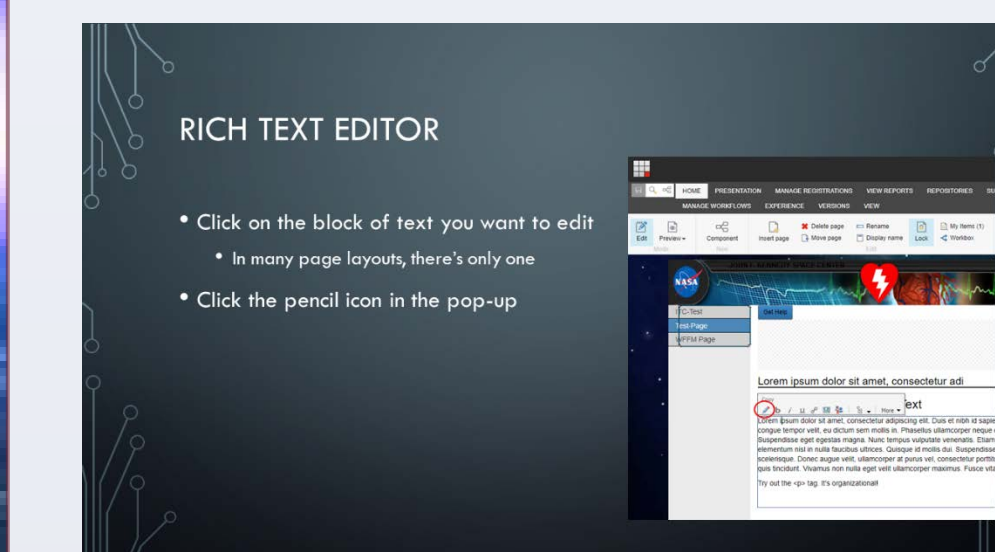 RICH TEXT EDITOR
• Click on the block of text you want to edit
• In many page layouts, there's only one
• Click the pencil icon in the pop-up
HOME PRESENTATION MANAGE REGISTRATIONS VIEW REPORTS REPOSITORIES SU
MANAGE WORKFLOWS EXPERIENCE VERSIONS VIEW
Edit Preview Component Insert page Delete page Move page Rename Display name Lock My Items (1) Workbox
Mode New Edit
NASA
ITC-Test
Get Help
Test-Page
WFFM Page
Lorem ipsum dolor sit amet, consectetur adi
Copy
ext
b i u More
Lorem ipsum dolor sit amet, consectetur adipiscing elit. Duis et nibh id sapie
congue tempor velit, eu dictum sem mollis in. Phasellus ullamcorper neque
Suspendisse eget egestas magna. Nunc tempus vulputate venenatis. Etiam
elementum nisl in nulla faucibus ultrices. Quisque id mollis dui. Suspendisse
scelerisque. Donec augue velit, ullamcorper at purus vel, consectetur porttit
quis tincidunt. Vivamus non nulla eget velit ullamcorper maximus. Fusce vita
Try out the <p> tag. It's organizational!